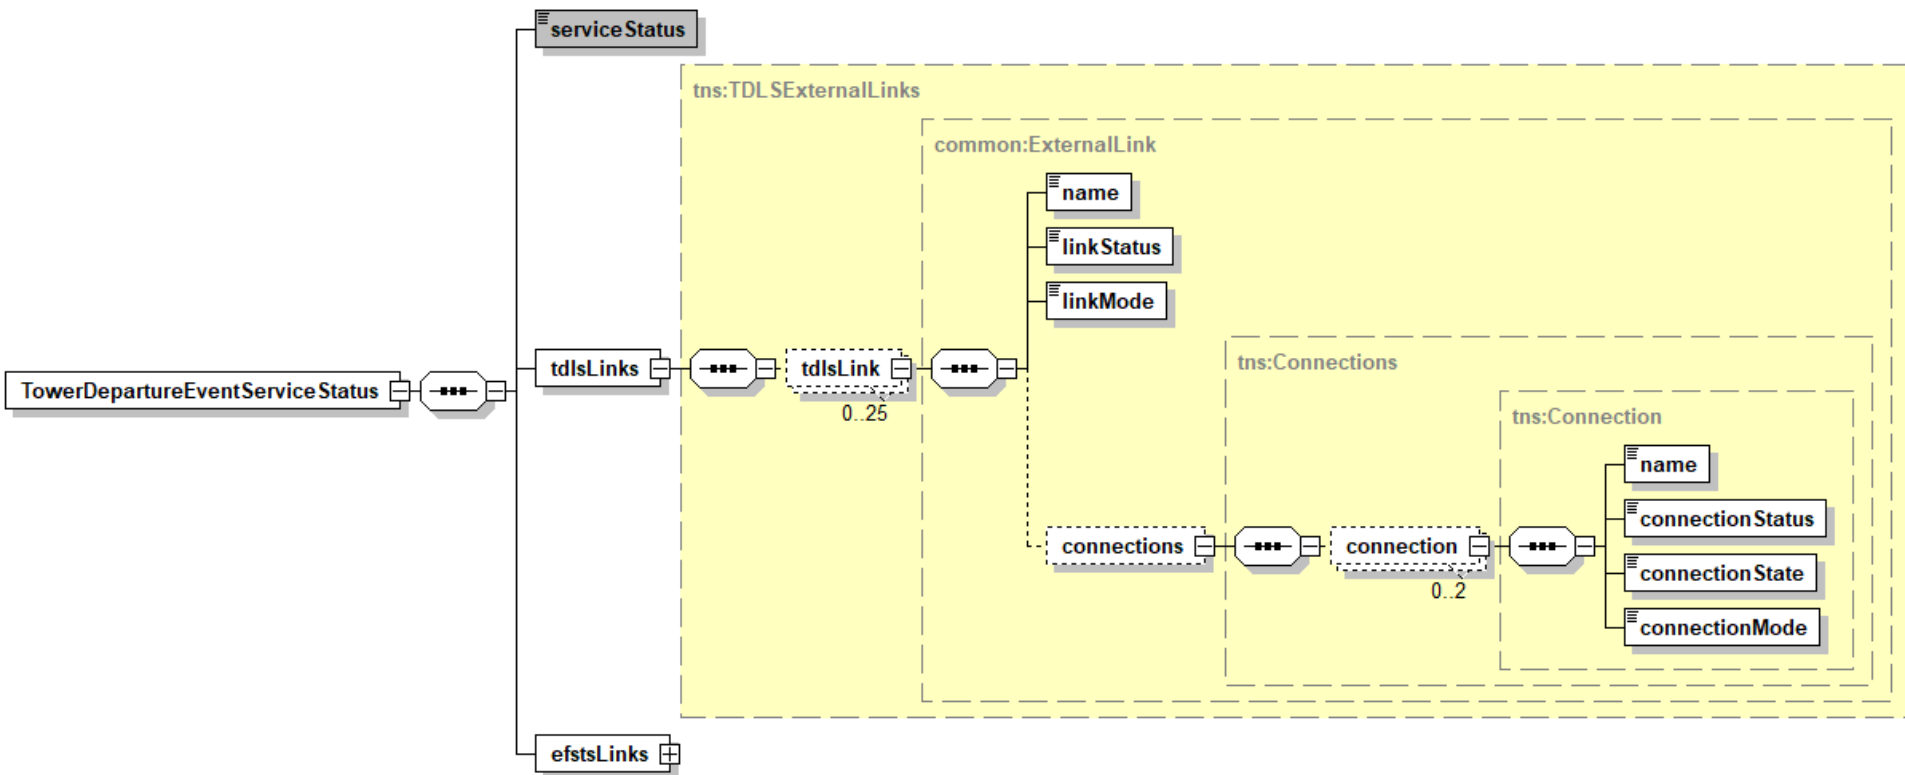 serviceStatus
tns:TDLSExternalLinks
common:ExternalLink
name
linkStatus
linkMode
tns:Connections
TowerDepartureEventServiceStatus
tdlsLinks
tdlsLink
0..25
tns:Connection
name
connectionStatus
connections
connection
0..2
connectionState
connectionMode
efstsLinks